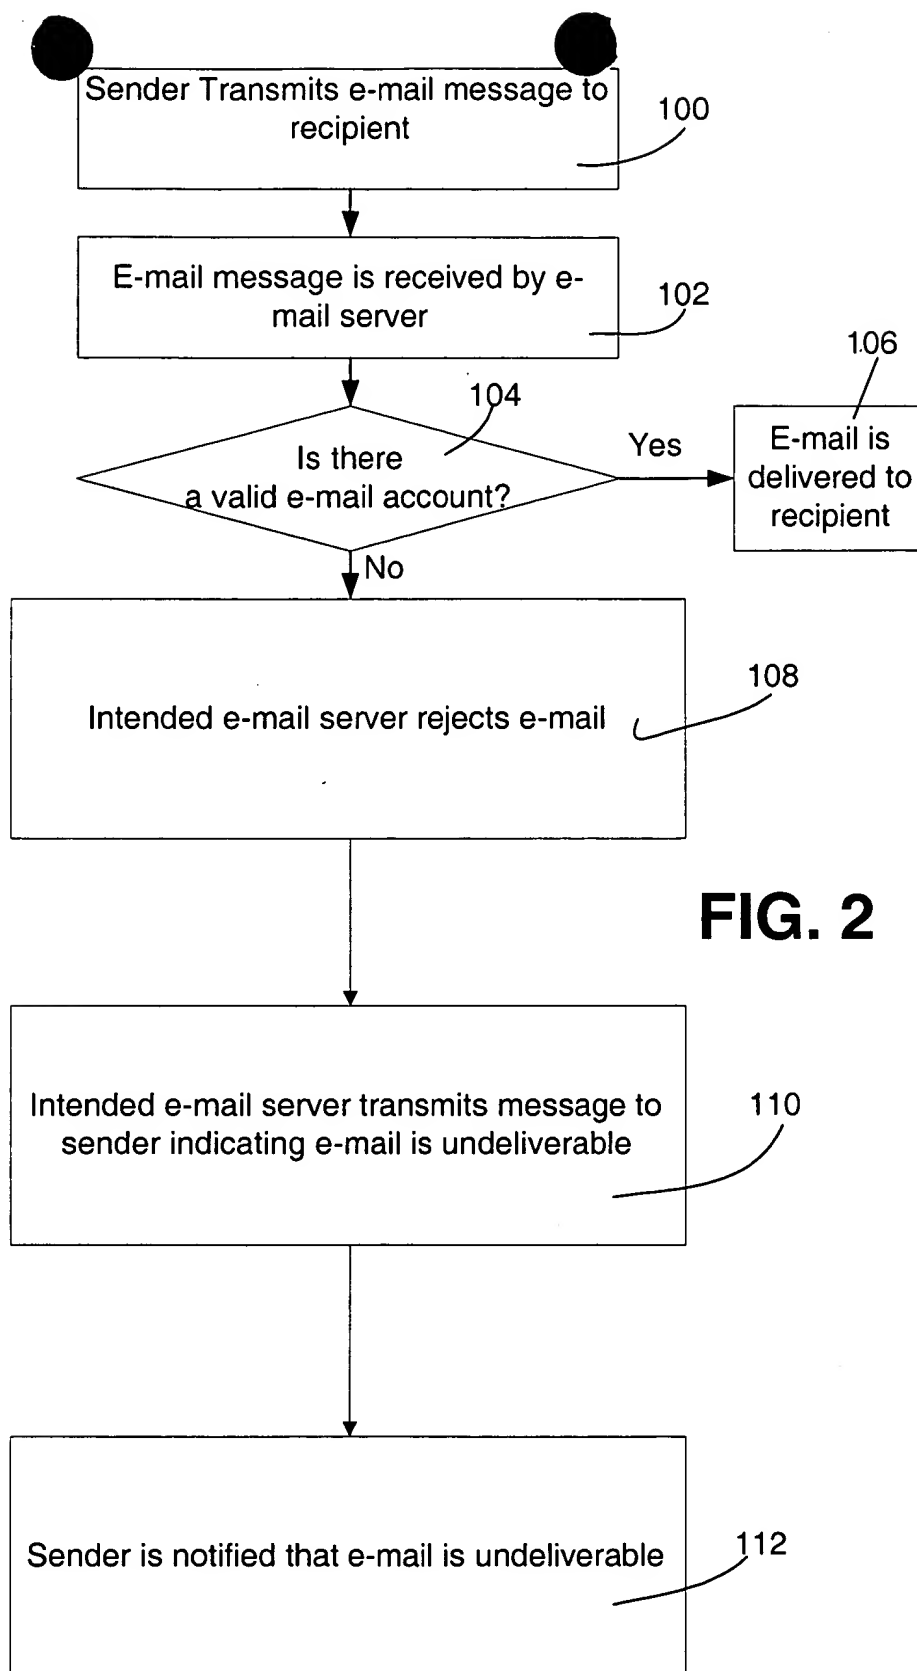 Sender Transmits e-mail message to
recipient
100
E-mail message is received by e-
mail server
102
104
Is there
a valid e-mail account?
Yes
106
E-mail is
delivered to
recipient
No
Intended e-mail server rejects e-mail
108
FIG. 2
Intended e-mail server transmits message to
sender indicating e-mail is undeliverable
110
Sender is notified that e-mail is undeliverable
112